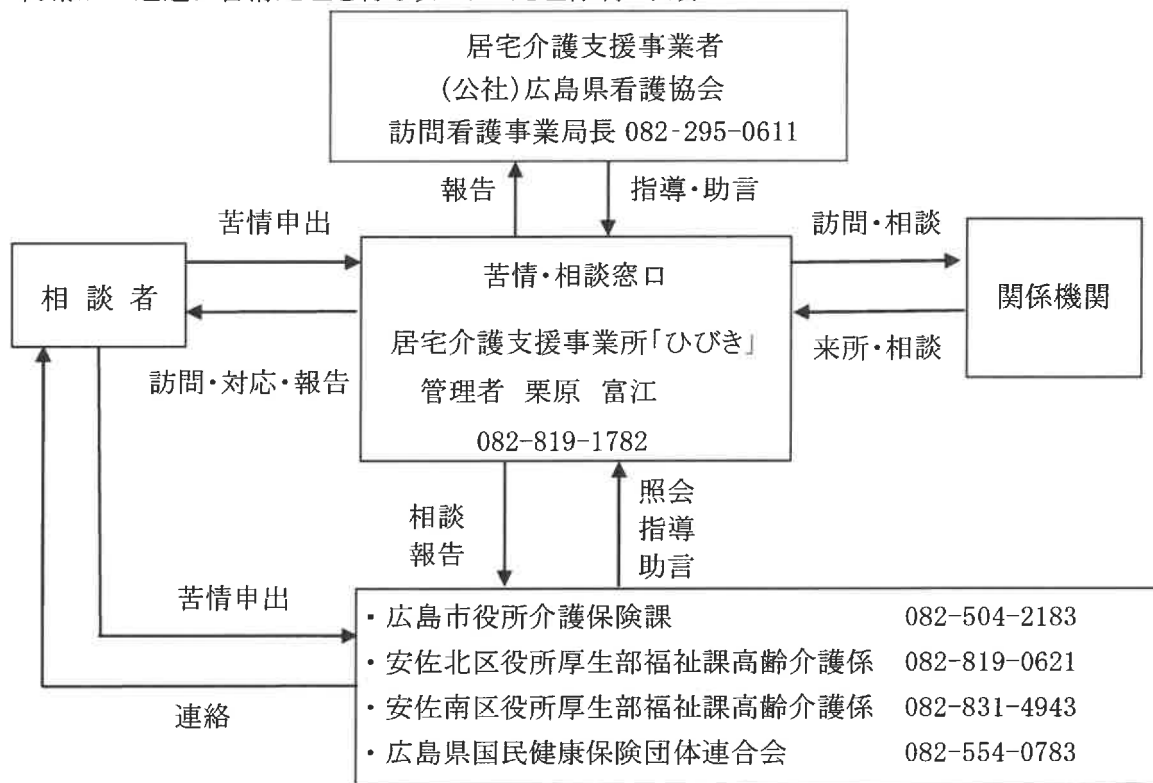 居宅介護支援事業者
(公社)広島県看護協会
訪問看護事業局長 082-295-0611
報告
指導・助言
苦情申出
訪問・相談
相 談 者
苦情・相談窓口
関係機関
居宅介護支援事業所「ひびき」
来所・相談
訪問・対応・報告
管理者 栗原 富江
082-819-1782
相談
報告
照会
指導
助言
苦情申出
・広島市役所介護保険課 082-504-2183
・安佐北区役所厚生部福祉課高齢介護係 082-819-0621
・安佐南区役所厚生部福祉課高齢介護係 082-831-4943
連絡
・広島県国民健康保険団体連合会 082-554-0783